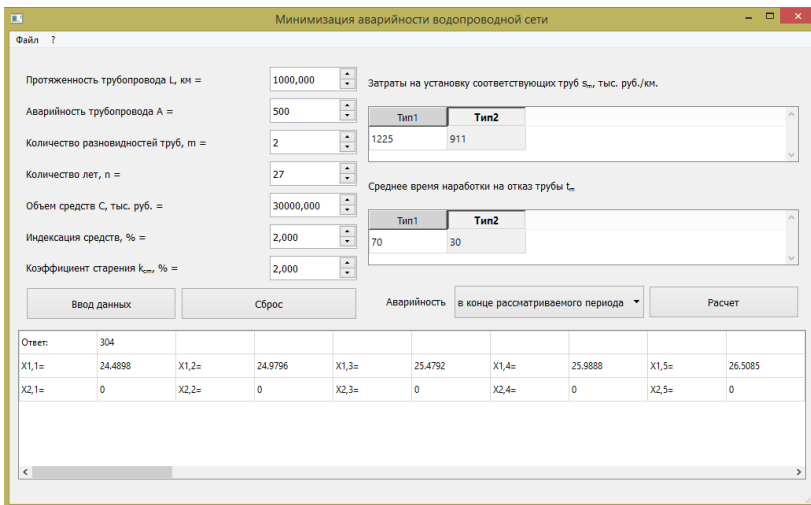 Минимизация аварийности водопроводной сети
Файл ?
Протяженность трубопровода L, км = 1000,000
Аварийность трубопровода A = 500
Количество разновидностей труб, m = 2
Количество лет, n = 27
Объем средств C, тыс. руб. = 30000,000
Индексация средств, % = 2,000
Коэффициент старения kст, % = 2,000
Затраты на установку соответствующих труб sm, тыс. руб./км.
Тип1 Тип2
1225 911
Среднее время наработки на отказ трубы tm
Тип1 Тип2
70 30
Ввод данных Сброс Аварийность в конце рассматриваемого периода Расчет
Ответ: 304
X1,1= 24.4898 X1,2= 24.9796 X1,3= 25.4792 X1,4= 25.9888 X1,5= 26.5085
X2,1= 0 X2,2= 0 X2,3= 0 X2,4= 0 X2,5= 0